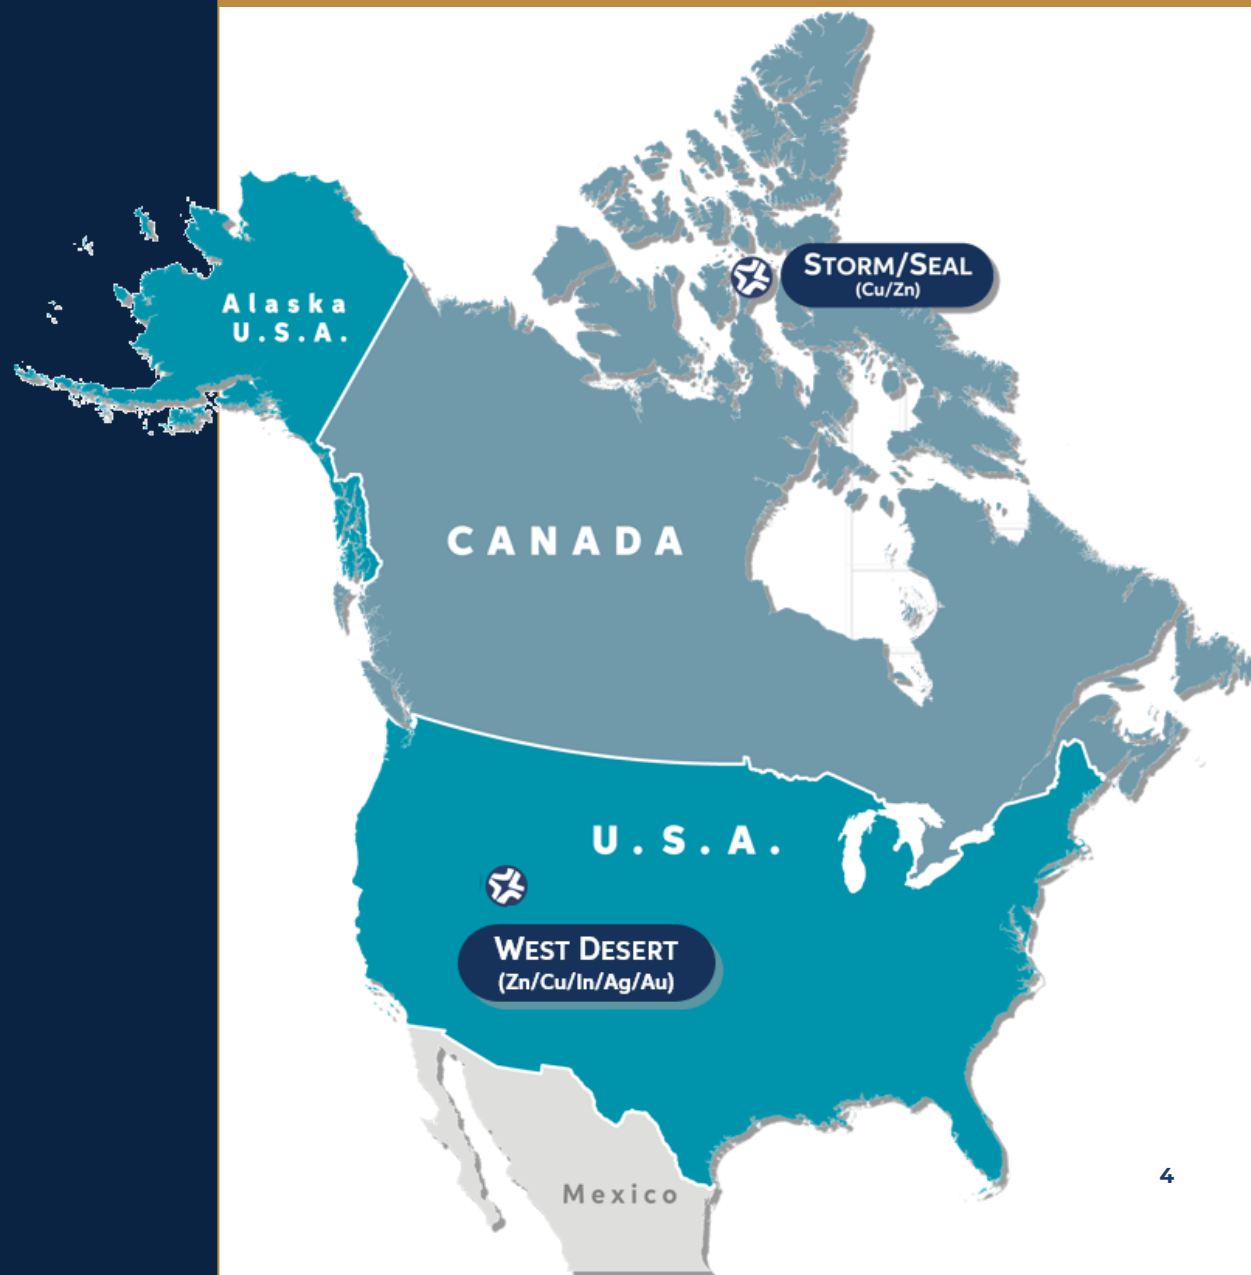 STORM/SEAL
(Cu/Zn)
Alaska
U.S.A.
CANADA
U.S.A.
WEST DESERT
(Zn/Cu/In/Ag/Au)
Mexico
4